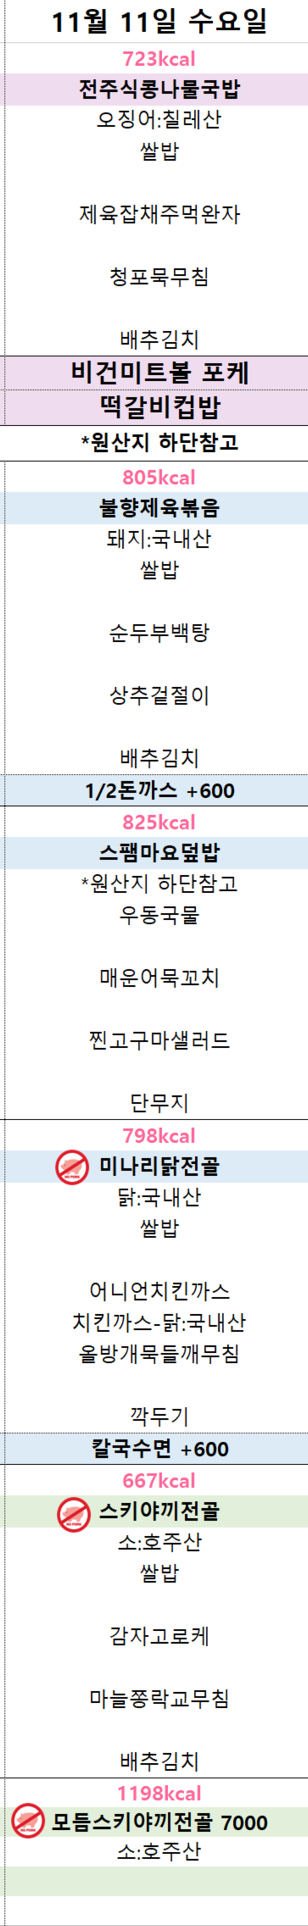 11월 11일 수요일
723kcal
전주식콩나물국밥
오징어:칠레산
쌀밥
제육잡채주먹완자
청포묵무침
배추김치
비건미트볼 포케
떡갈비컵밥
*원산지 하단참고
805kcal
불향제육볶음
돼지:국내산
쌀밥
순두부백탕
상추겉절이
배추김치
1/2돈까스 +600
825kcal
스팸마요덮밥
*원산지 하단참고
우동국물
매운어묵꼬치
찐고구마샐러드
단무지
798kcal
미나리닭전골
닭:국내산
쌀밥
어니언치킨까스
치킨까스-닭:국내산
올방개묵들깨무침
깍두기
칼국수면 +600
667kcal
스키야끼전골
소:호주산
쌀밥
감자고로케
마늘쫑락교무침
배추김치
1198kcal
모듬스키야끼전골 7000
소:호주산